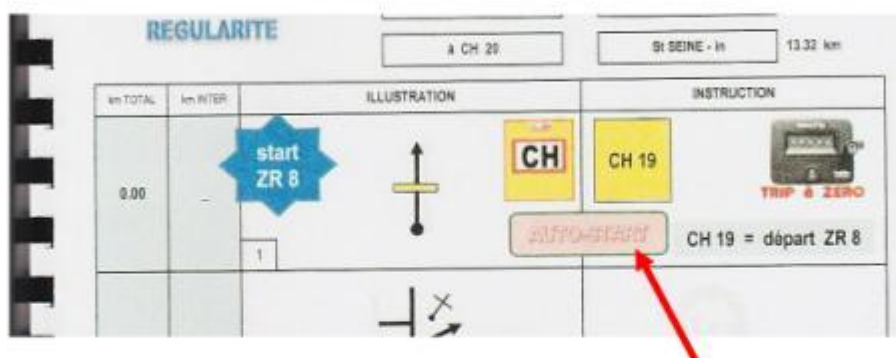 REGULARITE
à CH 20
St SEINE - in
13.32 km
km TOTAL
km INTER
ILLUSTRATION
INSTRUCTION
0.00
-
start
ZR 8
1
CH
CH 19
TRIP à ZERO
AUTO-START
CH 19 = départ ZR 8